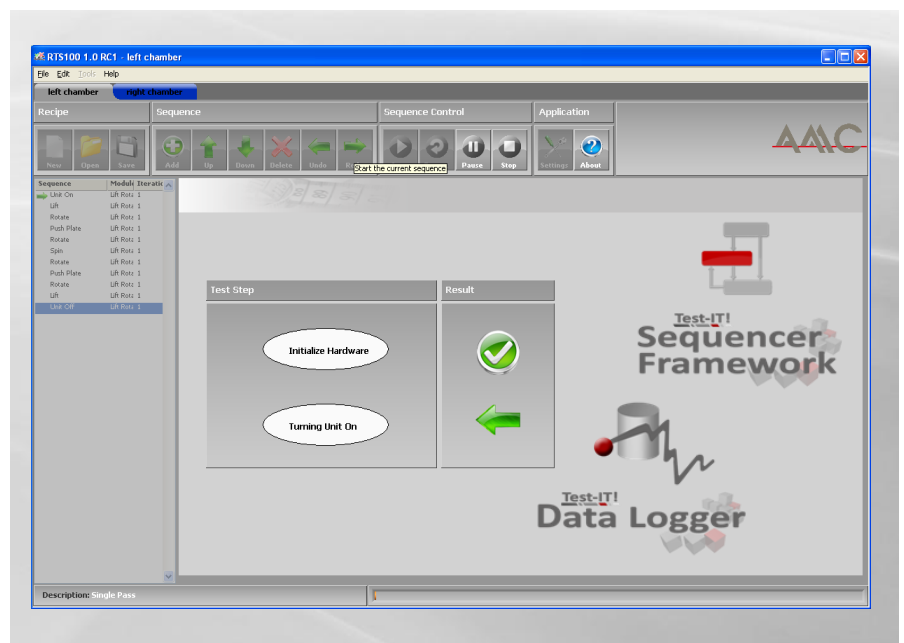 RTS100 1.0 RC1 - left chamber
File Edit Tools Help
left chamber right chamber
Recipe Sequence Sequence Control Application
New Open Save Add Up Down Delete Undo Pause Stop Settings About
Start the current sequence
AMC
Sequence Module Iteratic
Unit On Lift Rota 1
Lift Lift Rota 1
Rotate Lift Rota 1
Push Plate Lift Rota 1
Rotate Lift Rota 1
Spin Lift Rota 1
Rotate Lift Rota 1
Push Plate Lift Rota 1
Rotate Lift Rota 1
Lift Lift Rota 1
Unit Off Lift Rota 1
Test Step Result
Initialize Hardware
Turning Unit On
Test-IT!
Sequencer
Framework
Test-IT!
Data Logger
Description: Single Pass